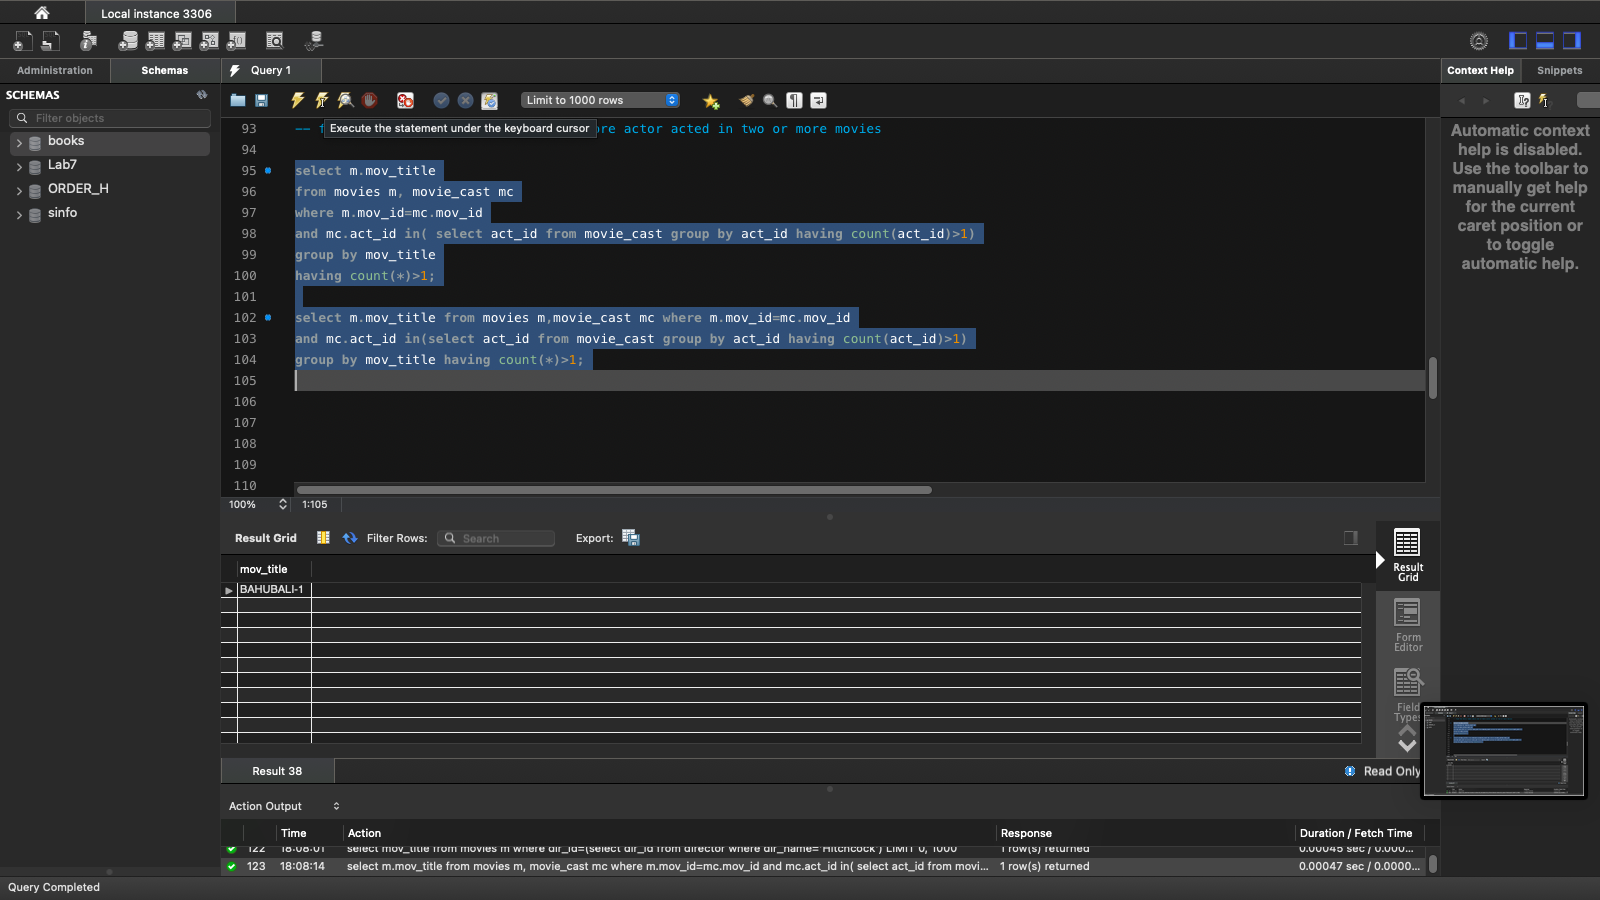 Local instance 3306
Administration
Schemas
Query 1
Context Help
Snippets
SCHEMAS
Filter objects
books
Lab7
ORDER_H
sinfo
Limit to 1000 rows
Execute the statement under the keyboard cursor
93 -- f ore actor acted in two or more movies
94
95 select m.mov_title
96 from movies m, movie_cast mc
97 where m.mov_id=mc.mov_id
98 and mc.act_id in( select act_id from movie_cast group by act_id having count(act_id)>1)
99 group by mov_title
100 having count(*)>1;
101
102 select m.mov_title from movies m,movie_cast mc where m.mov_id=mc.mov_id
103 and mc.act_id in(select act_id from movie_cast group by act_id having count(act_id)>1)
104 group by mov_title having count(*)>1;
105
106
107
108
109
110
Automatic context
help is disabled.
Use the toolbar to
manually get help
for the current
caret position or
to toggle
automatic help.
100% 1:105
Result Grid
Filter Rows:
Search
Export:
mov_title
BAHUBALI-1
Result
Grid
Form
Editor
Field
Types
Result 38
Read Only
Action Output
Time Action Response Duration / Fetch Time
122 18:08:01 select mov_title from movies m where dir_id=(select dir_id from director where dir_name='Hitchcock') LIMIT 0, 1000 1 row(s) returned 0.00045 sec / 0.000...
123 18:08:14 select m.mov_title from movies m, movie_cast mc where m.mov_id=mc.mov_id and mc.act_id in( select act_id from movi... 1 row(s) returned 0.00047 sec / 0.0000...
Query Completed